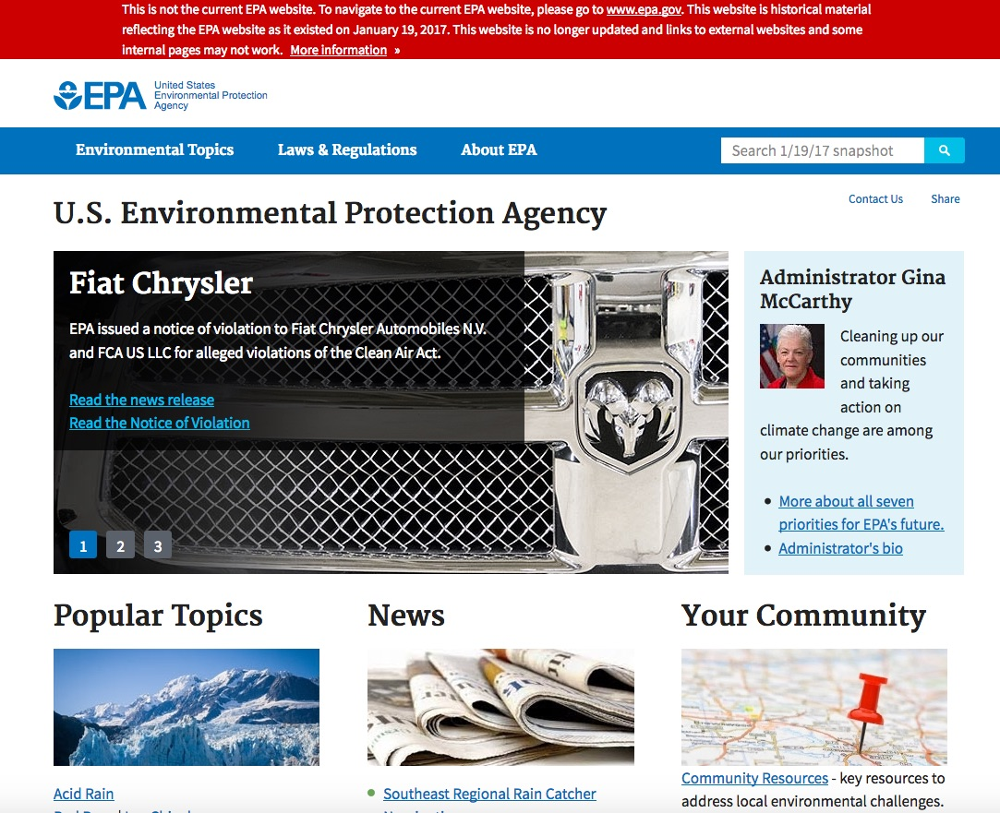 This is not the current EPA website. To navigate to the current EPA website, please go to www.epa.gov. This website is historical material
reflecting the EPA website as it existed on January 19, 2017. This website is no longer updated and links to external websites and some
internal pages may not work. More information »
EPA
United States
Environmental Protection
Agency
Environmental Topics
Laws & Regulations
About EPA
Search 1/19/17 snapshot
Contact Us
Share
U.S. Environmental Protection Agency
Fiat Chrysler
EPA issued a notice of violation to Fiat Chrysler Automobiles N.V.
and FCA US LLC for alleged violations of the Clean Air Act.
Read the news release
Read the Notice of Violation
1 2 3
Administrator Gina
McCarthy
Cleaning up our
communities
and taking
action on
climate change are among
our priorities.
• More about all seven
priorities for EPA's future.
• Administrator's bio
Popular Topics
Acid Rain
News
• Southeast Regional Rain Catcher
Your Community
Community Resources - key resources to
address local environmental challenges.